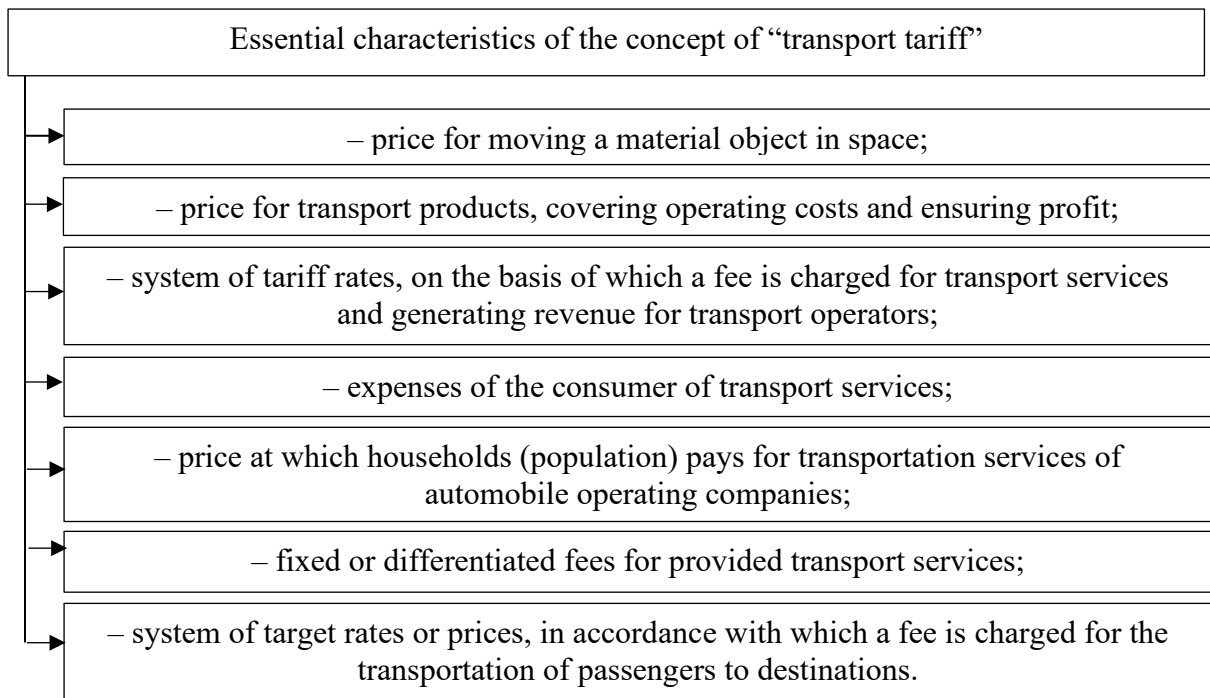 Essential characteristics of the concept of “transport tariff”
– price for moving a material object in space;
– price for transport products, covering operating costs and ensuring profit;
– system of tariff rates, on the basis of which a fee is charged for transport services
and generating revenue for transport operators;
– expenses of the consumer of transport services;
– price at which households (population) pays for transportation services of
automobile operating companies;
– fixed or differentiated fees for provided transport services;
– system of target rates or prices, in accordance with which a fee is charged for the
transportation of passengers to destinations.